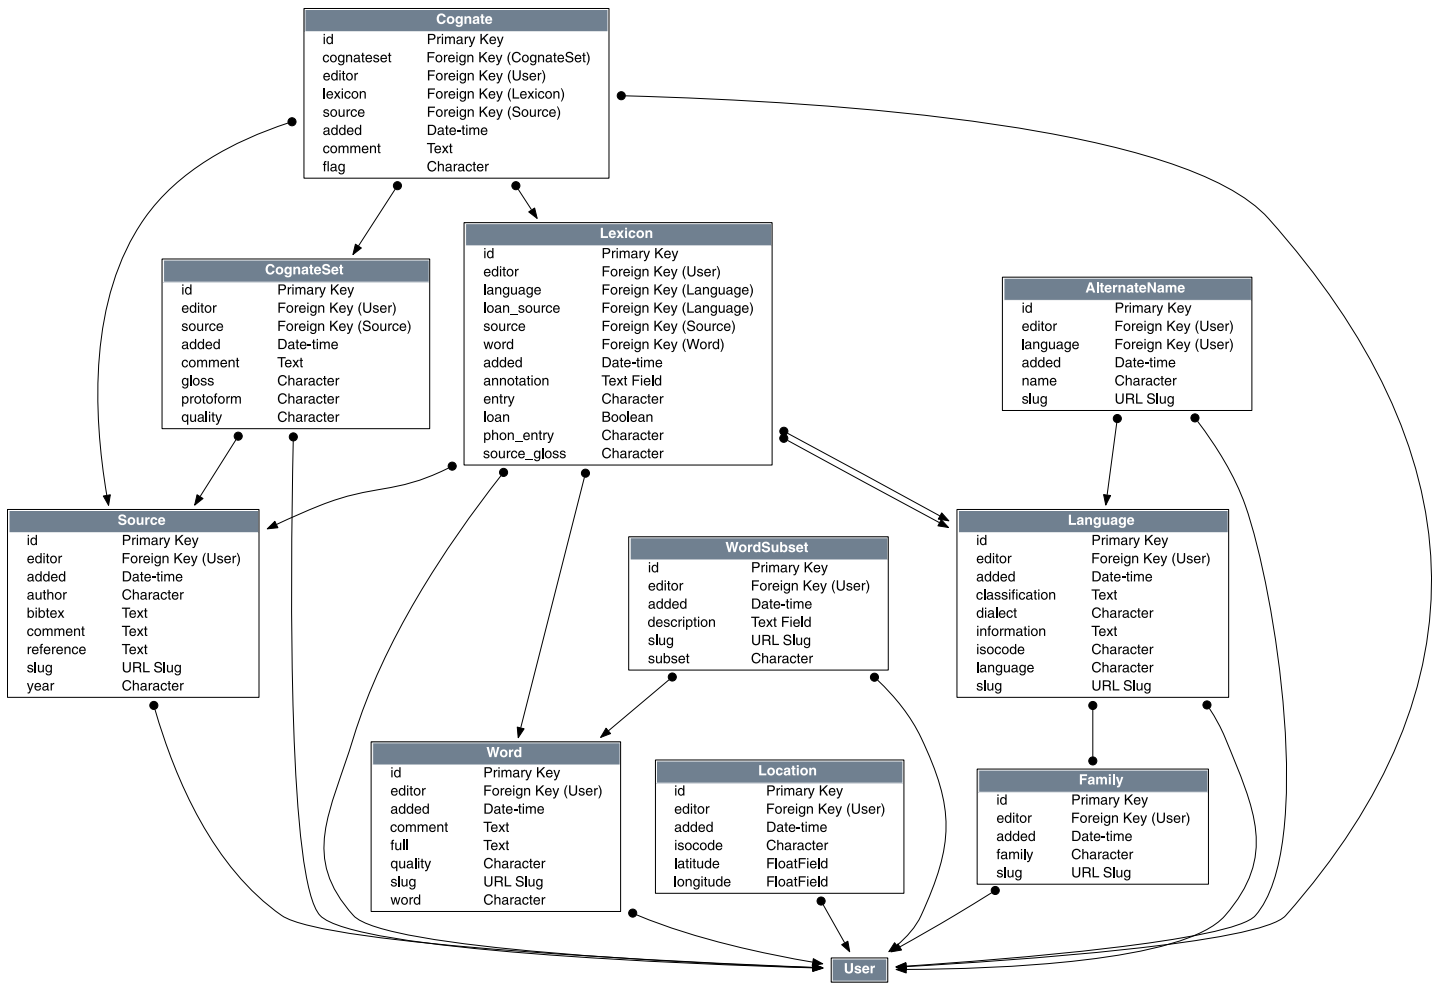 Cognate
id Primary Key
cognateset Foreign Key (CognateSet)
editor Foreign Key (User)
lexicon Foreign Key (Lexicon)
source Foreign Key (Source)
added Date-time
comment Text
flag Character
Lexicon
id Primary Key
editor Foreign Key (User)
language Foreign Key (Language)
loan_source Foreign Key (Language)
source Foreign Key (Source)
word Foreign Key (Word)
added Date-time
annotation Text Field
entry Character
loan Boolean
phon_entry Character
source_gloss Character
CognateSet
id Primary Key
editor Foreign Key (User)
source Foreign Key (Source)
added Date-time
comment Text
gloss Character
protoform Character
quality Character
AlternateName
id Primary Key
editor Foreign Key (User)
language Foreign Key (User)
added Date-time
name Character
slug URL Slug
Source
id Primary Key
editor Foreign Key (User)
added Date-time
author Character
bibtex Text
comment Text
reference Text
slug URL Slug
year Character
WordSubset
id Primary Key
editor Foreign Key (User)
added Date-time
description Text Field
slug URL Slug
subset Character
Language
id Primary Key
editor Foreign Key (User)
added Date-time
classification Text
dialect Character
information Text
isocode Character
language Character
slug URL Slug
Word
id Primary Key
editor Foreign Key (User)
added Date-time
comment Text
full Text
quality Character
slug URL Slug
word Character
Location
id Primary Key
editor Foreign Key (User)
added Date-time
isocode Character
latitude FloatField
longitude FloatField
Family
id Primary Key
editor Foreign Key (User)
added Date-time
family Character
slug URL Slug
User